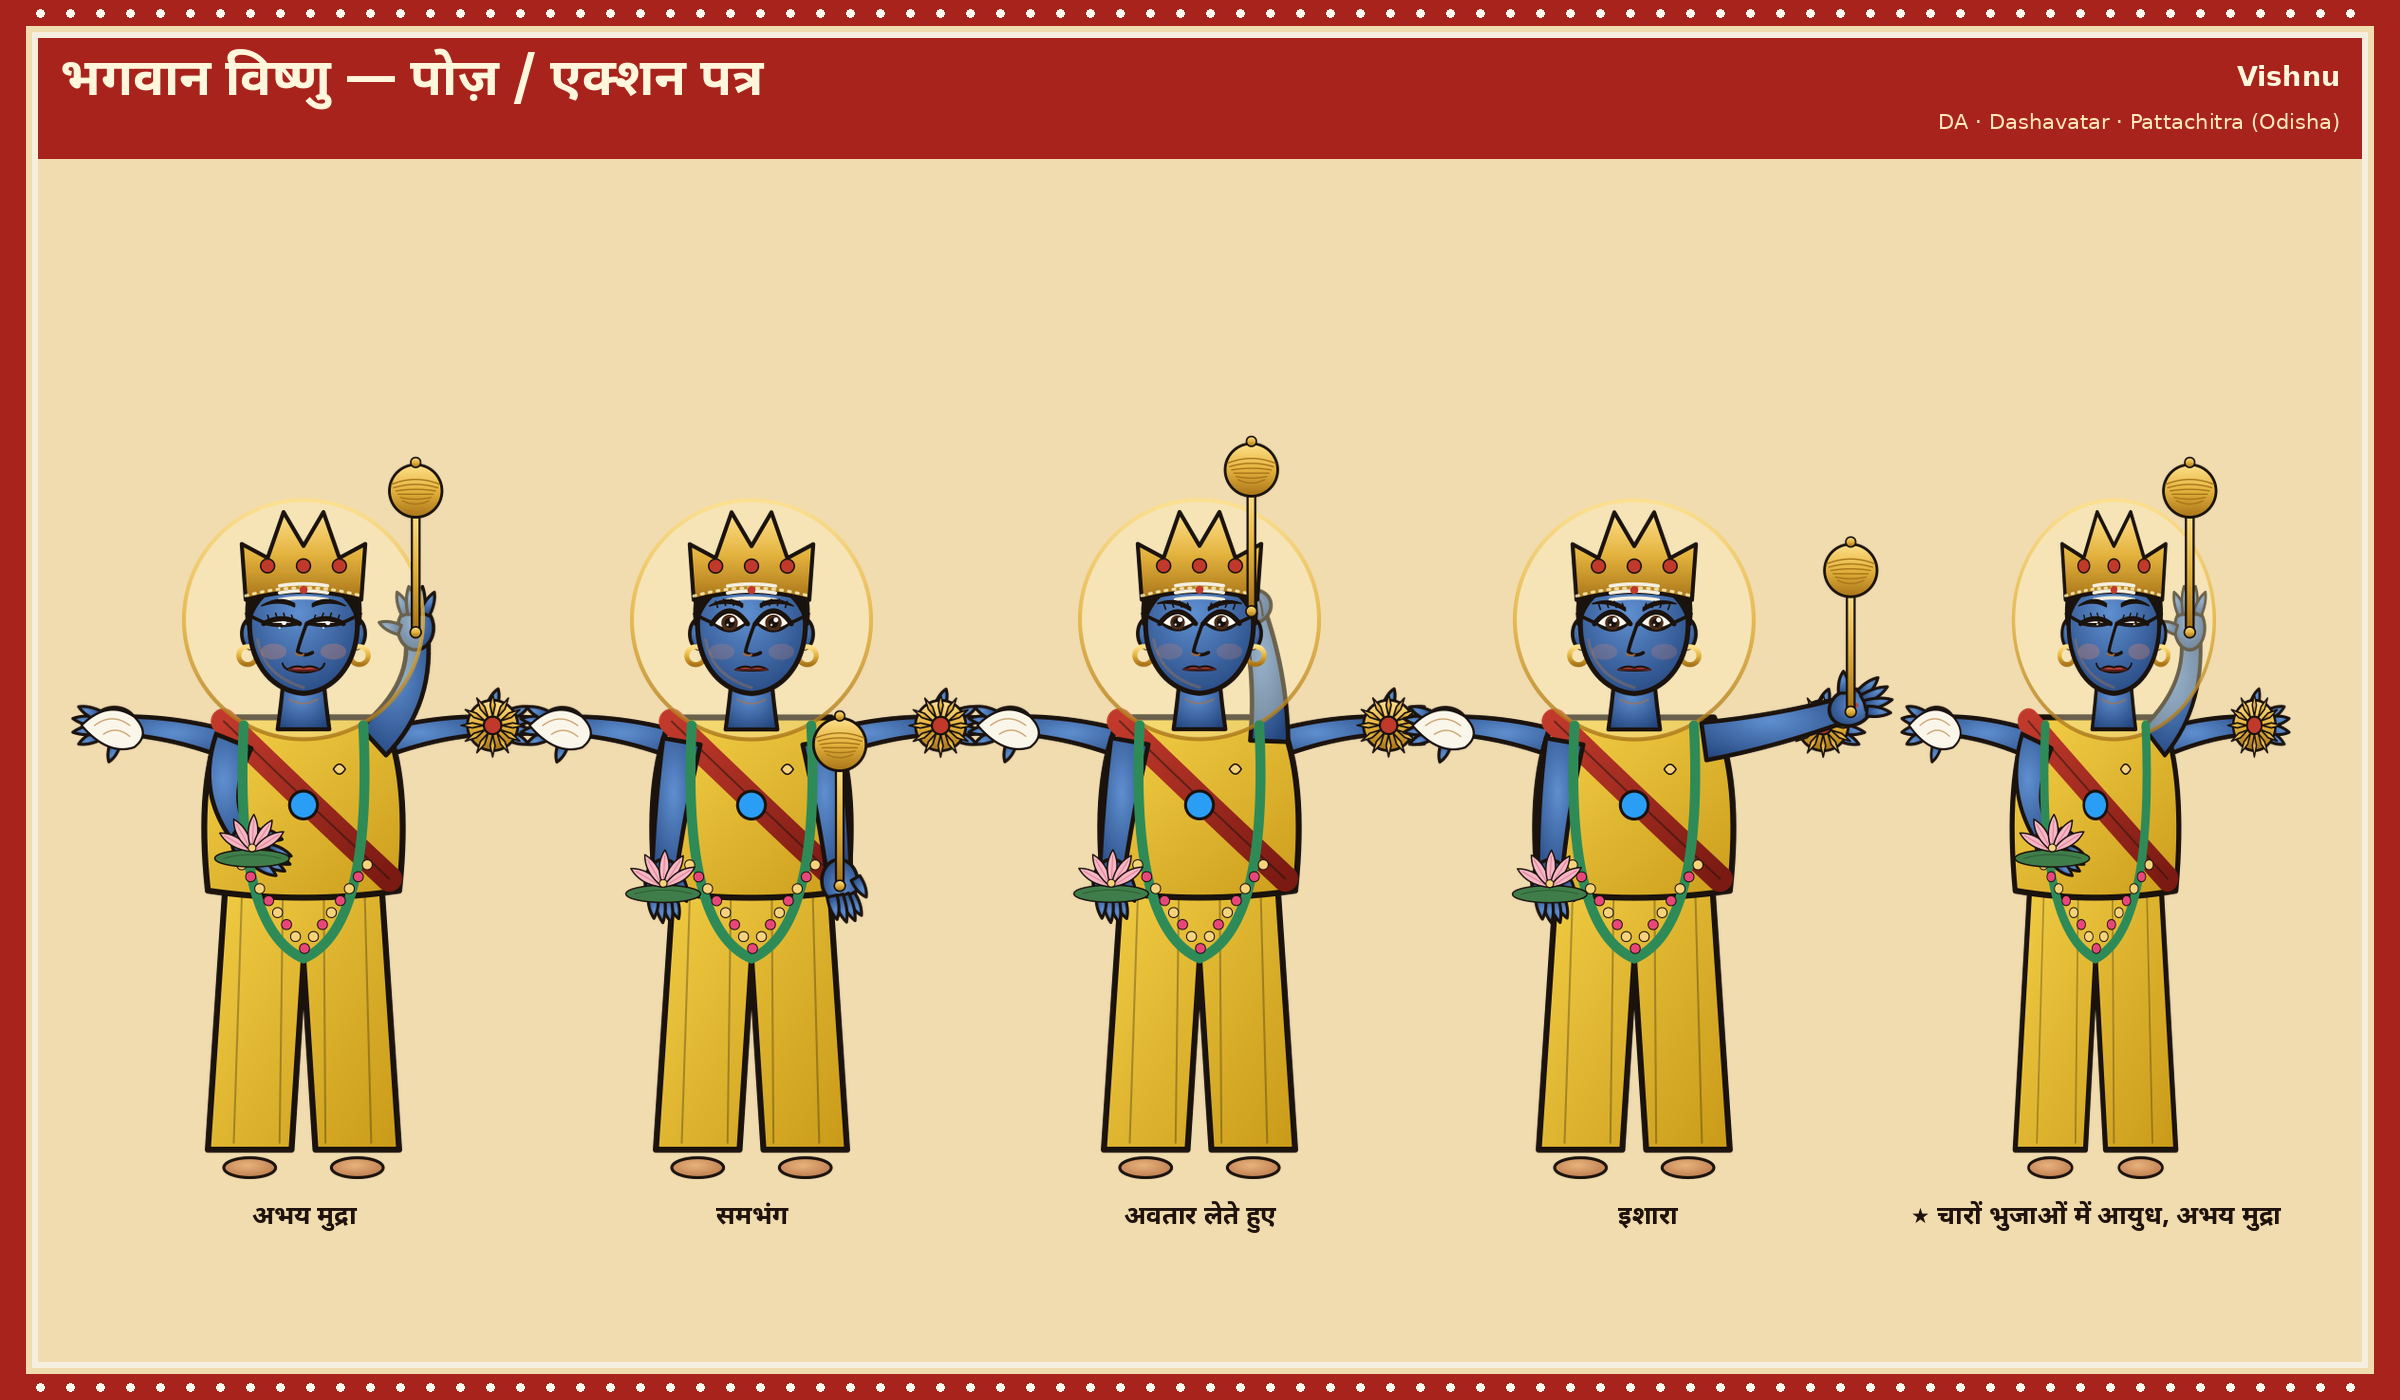 भगवान विष्णु — पोज़ / एक्शन पत्र
Vishnu
DA · Dashavatar · Pattachitra (Odisha)
अभय मुद्रा
समभंग
अवतार लेते हुए
इशारा
★ चारों भुजाओं में आयुध, अभय मुद्रा